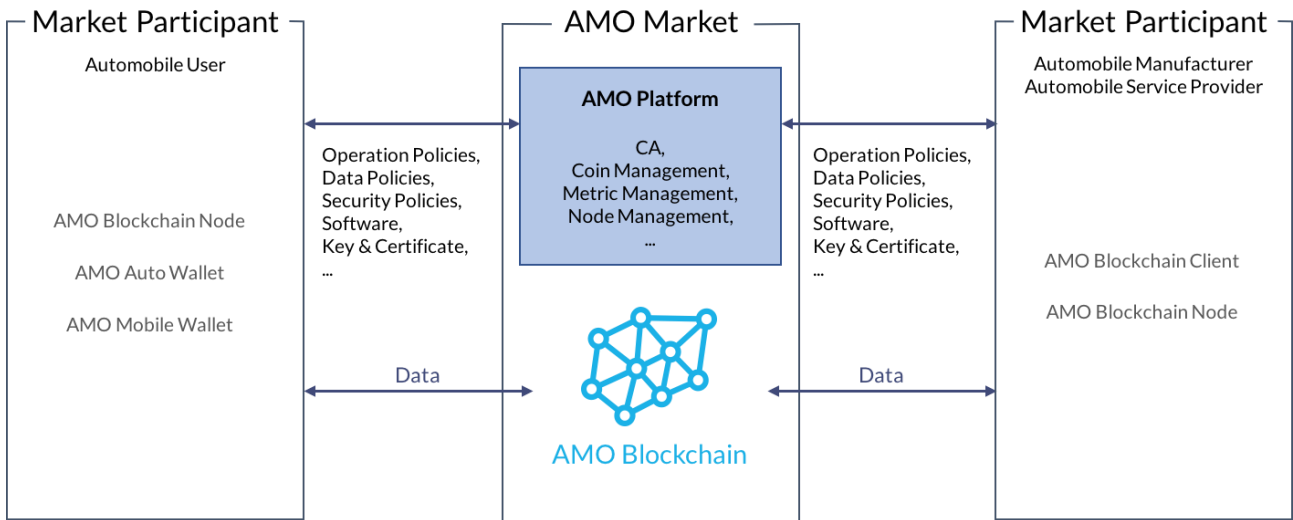 Market Participant
Automobile User
AMO Blockchain Node
AMO Auto Wallet
AMO Mobile Wallet
Operation Policies,
Data Policies,
Security Policies,
Software,
Key & Certificate,
...
Data
AMO Market
AMO Platform
CA,
Coin Management,
Metric Management,
Node Management,
...
AMO Blockchain
Operation Policies,
Data Policies,
Security Policies,
Software,
Key & Certificate,
...
Data
Market Participant
Automobile Manufacturer
Automobile Service Provider
AMO Blockchain Client
AMO Blockchain Node